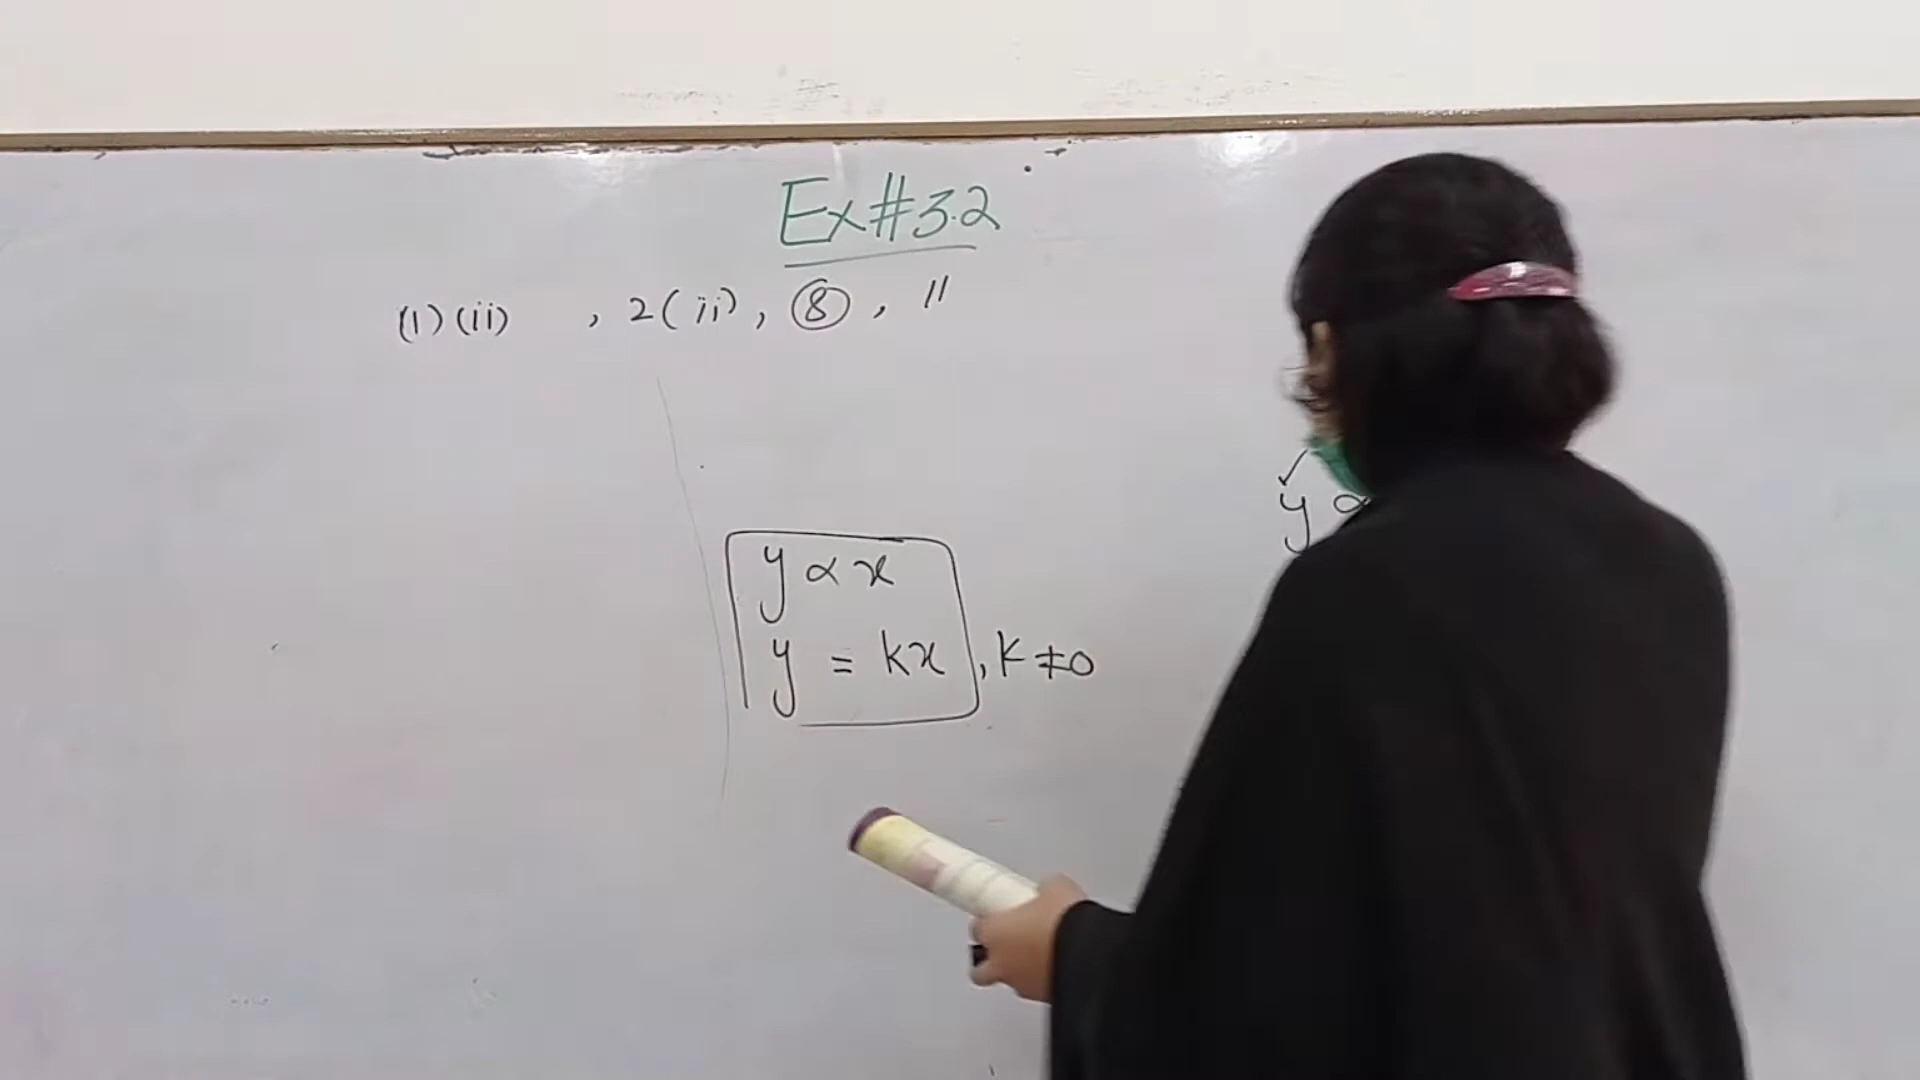 Ex#3.2
(1)(ii) , 2(ii), 8 , 11
y ∝ x
y = kx , k ≠ 0
y ∝